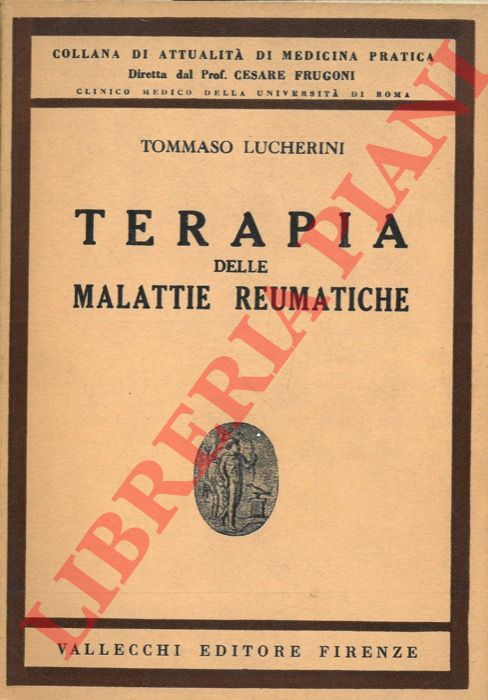 COLLANA DI ATTUALITÀ DI MEDICINA PRATICA
Diretta dal Prof. CESARE FRUGONI
CLINICO MEDICO DELLA UNIVERSITÀ DI ROMA
TOMMASO LUCHERINI
TERAPIA
DELLE
MALATTIE REUMATICHE
LIBRERIA PIANI
VALLECCHI EDITORE FIRENZE